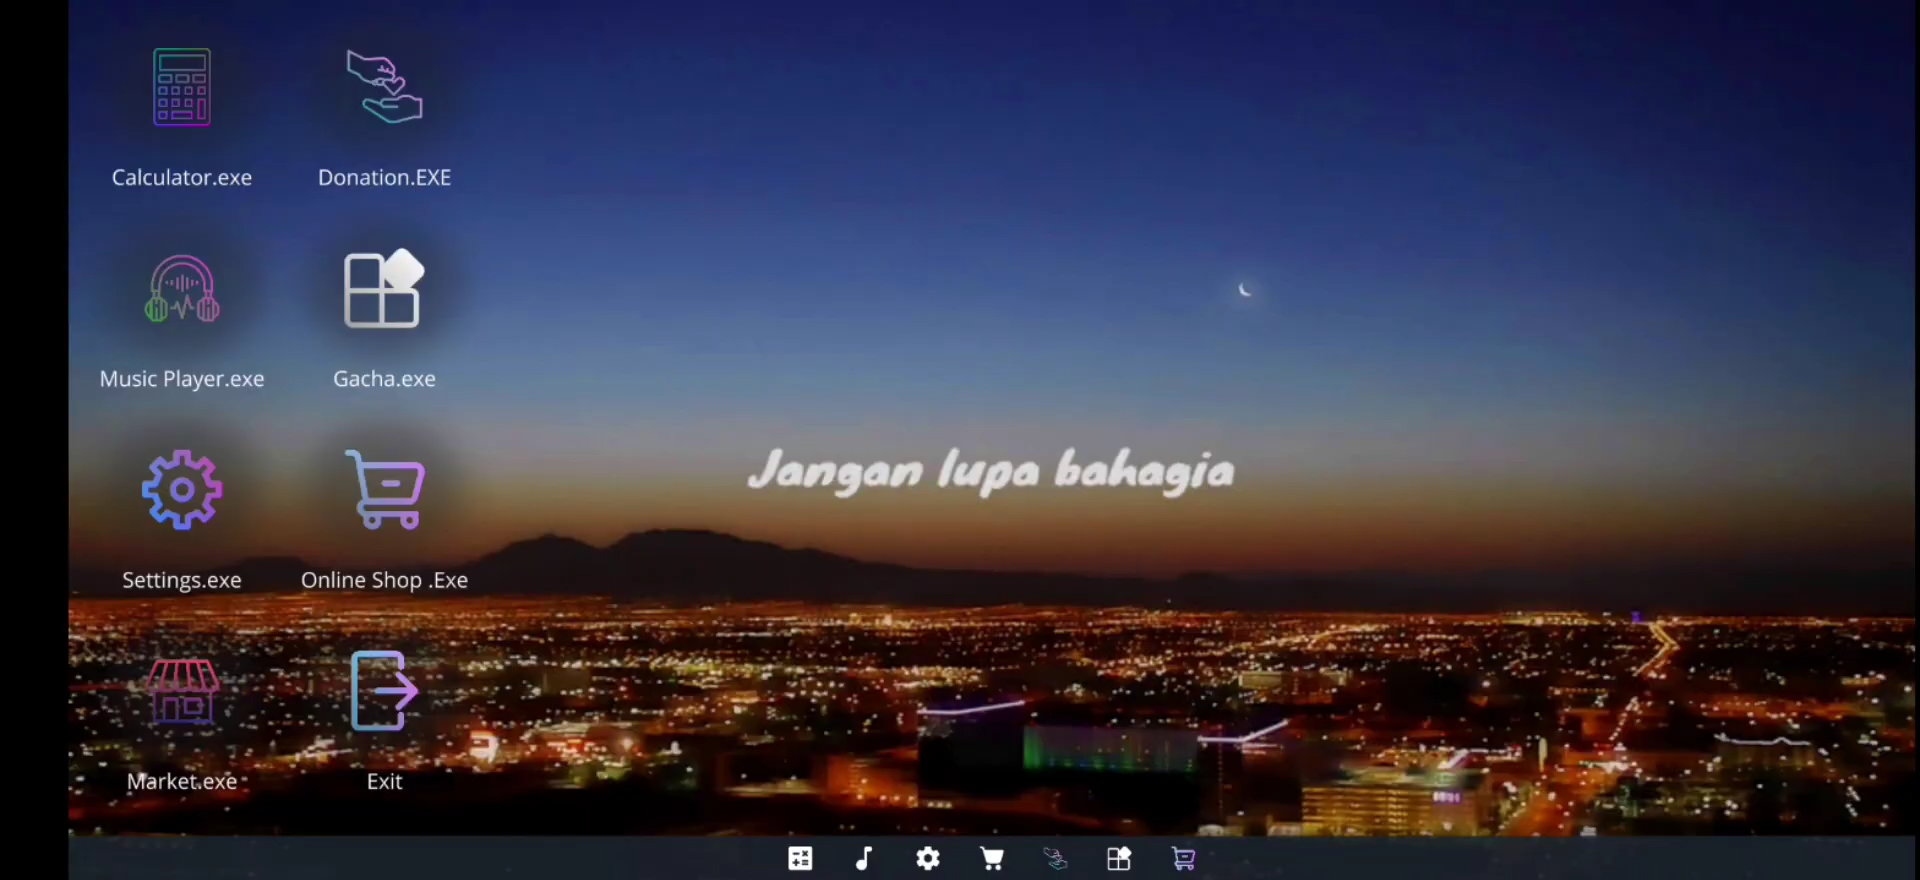 Calculator.exe
Donation.EXE
Music Player.exe
Gacha.exe
Settings.exe
Online Shop .Exe
Market.exe
Exit
Jangan lupa bahagia